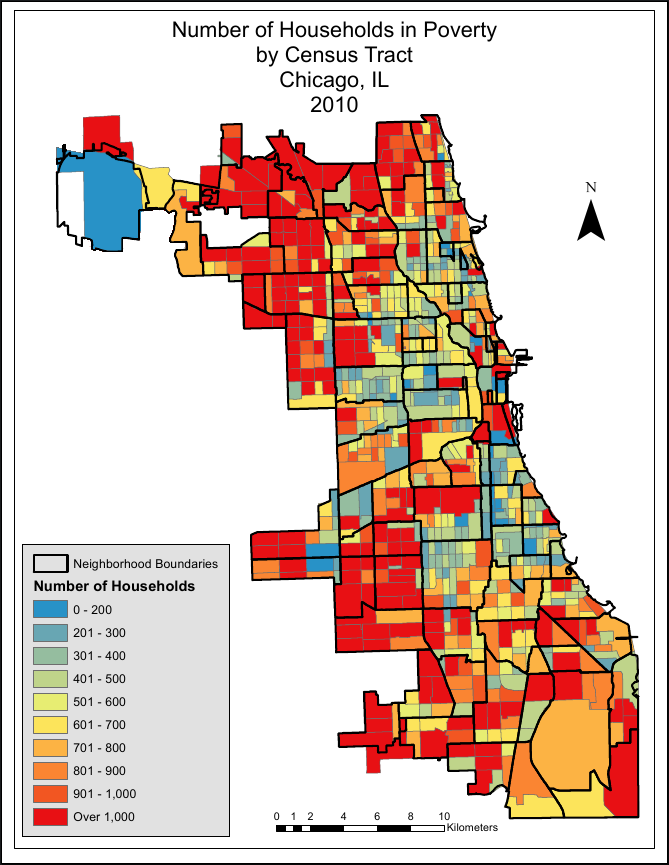 Number of Households in Poverty
by Census Tract
Chicago, IL
2010
N
Neighborhood Boundaries
Number of Households
0 - 200
201 - 300
301 - 400
401 - 500
501 - 600
601 - 700
701 - 800
801 - 900
901 - 1,000
Over 1,000
0 1 2 4 6 8 10
Kilometers